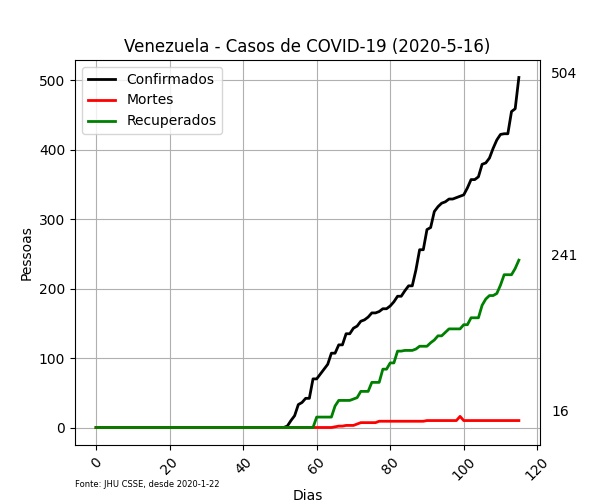 Venezuela - Casos de COVID-19 (2020-5-16)
Confirmados
Mortes
Recuperados
504
241
16
500
400
300
200
100
0
Pessoas
0 20 40 60 80 100 120
Fonte: JHU CSSE, desde 2020-1-22
Dias